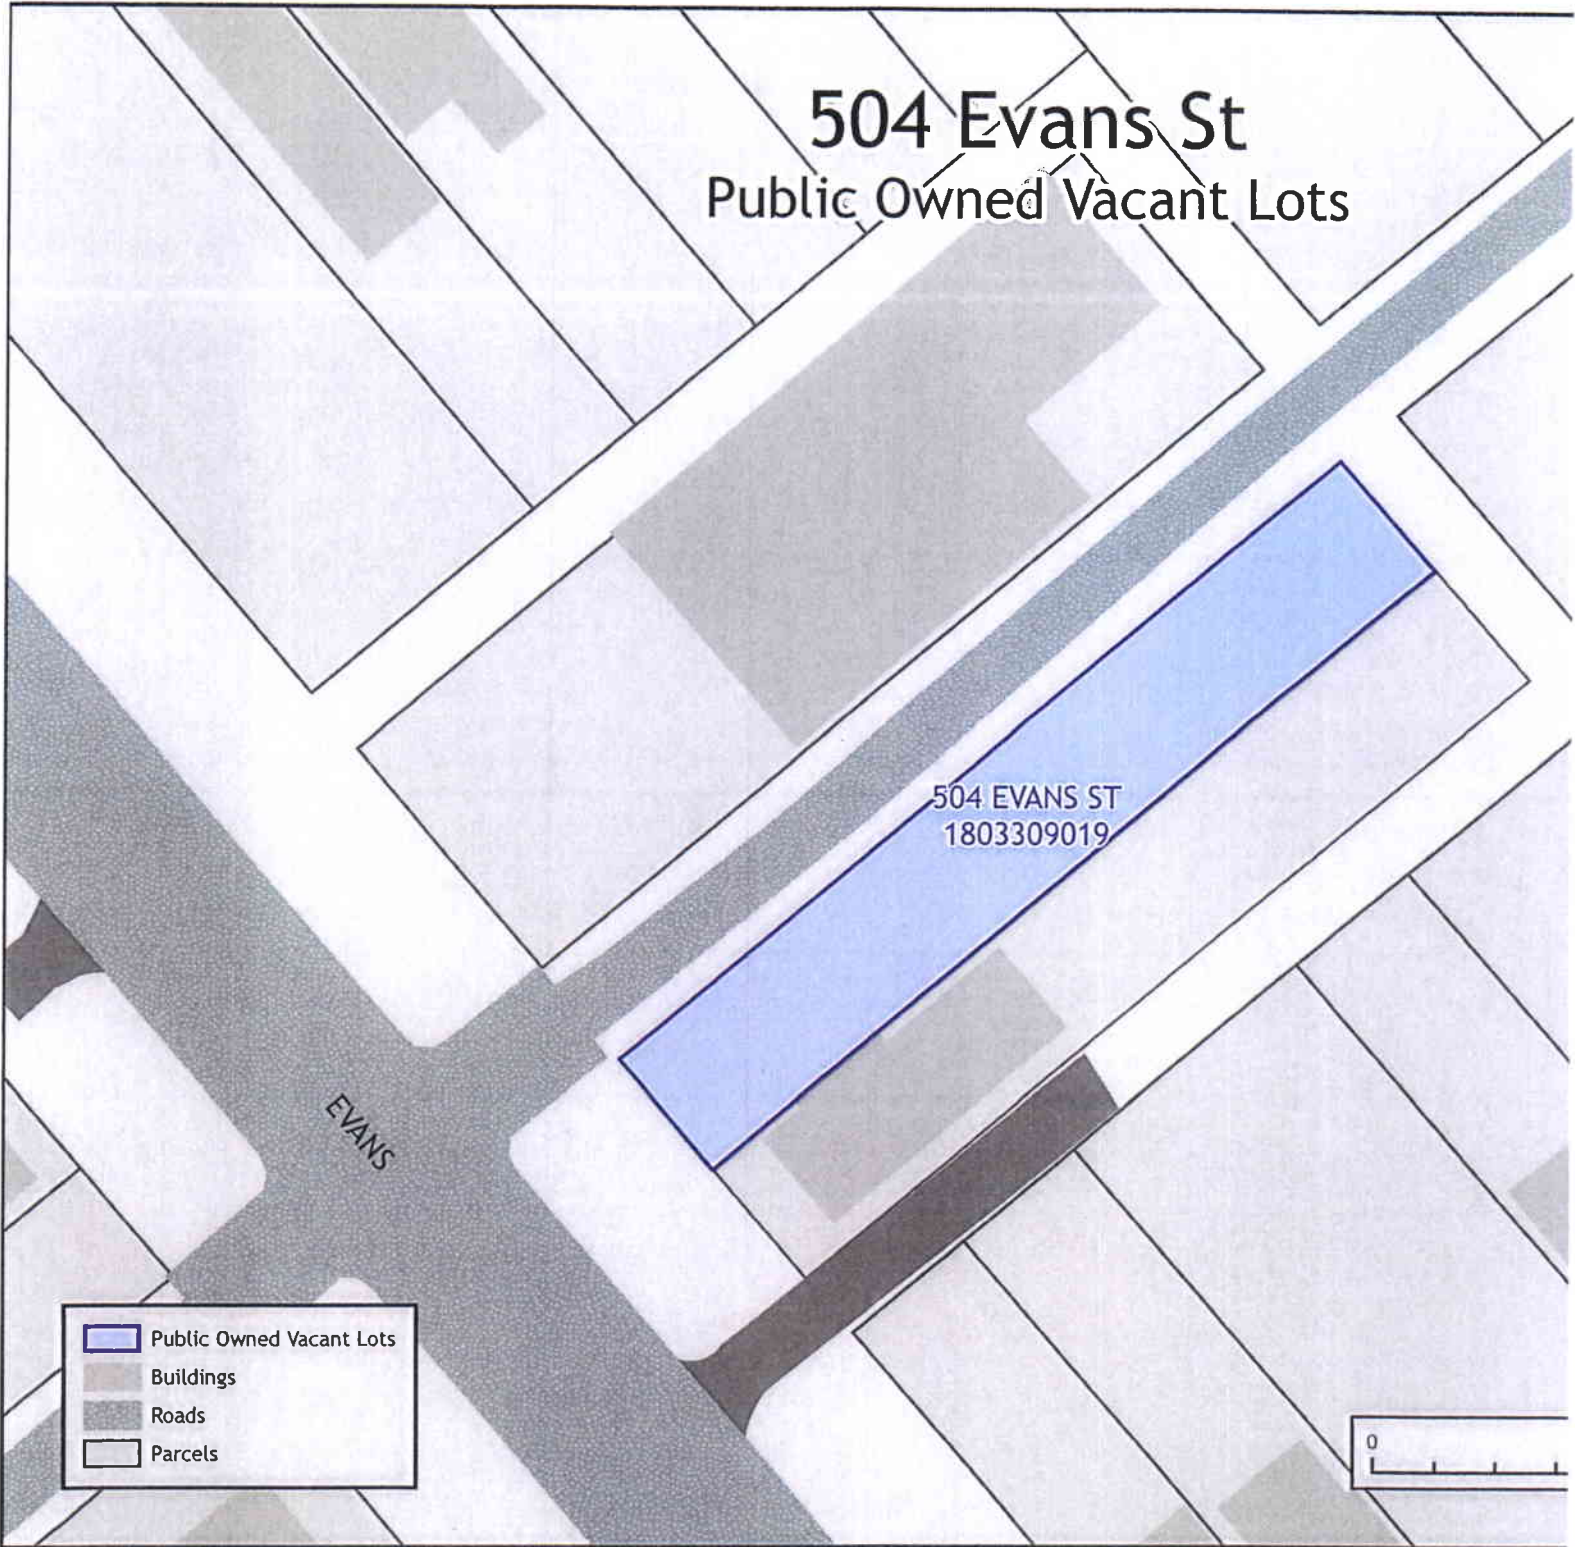 504 Evans St
Public Owned Vacant Lots
504 EVANS ST
1803309019
EVANS
Public Owned Vacant Lots
Buildings
Roads
Parcels
0